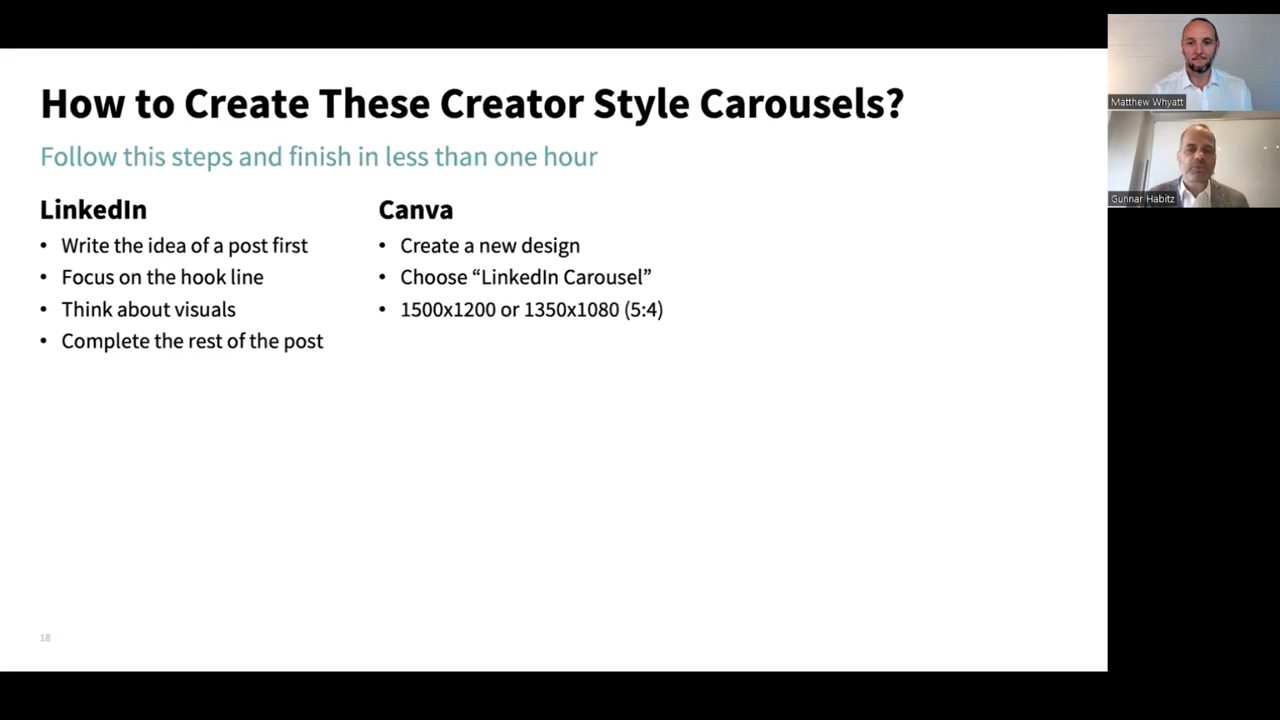 How to Create These Creator Style Carousels?
Follow this steps and finish in less than one hour
LinkedIn
• Write the idea of a post first
• Focus on the hook line
• Think about visuals
• Complete the rest of the post
Canva
• Create a new design
• Choose “LinkedIn Carousel”
• 1500x1200 or 1350x1080 (5:4)
18
Matthew Whyatt
Gunnar Habitz